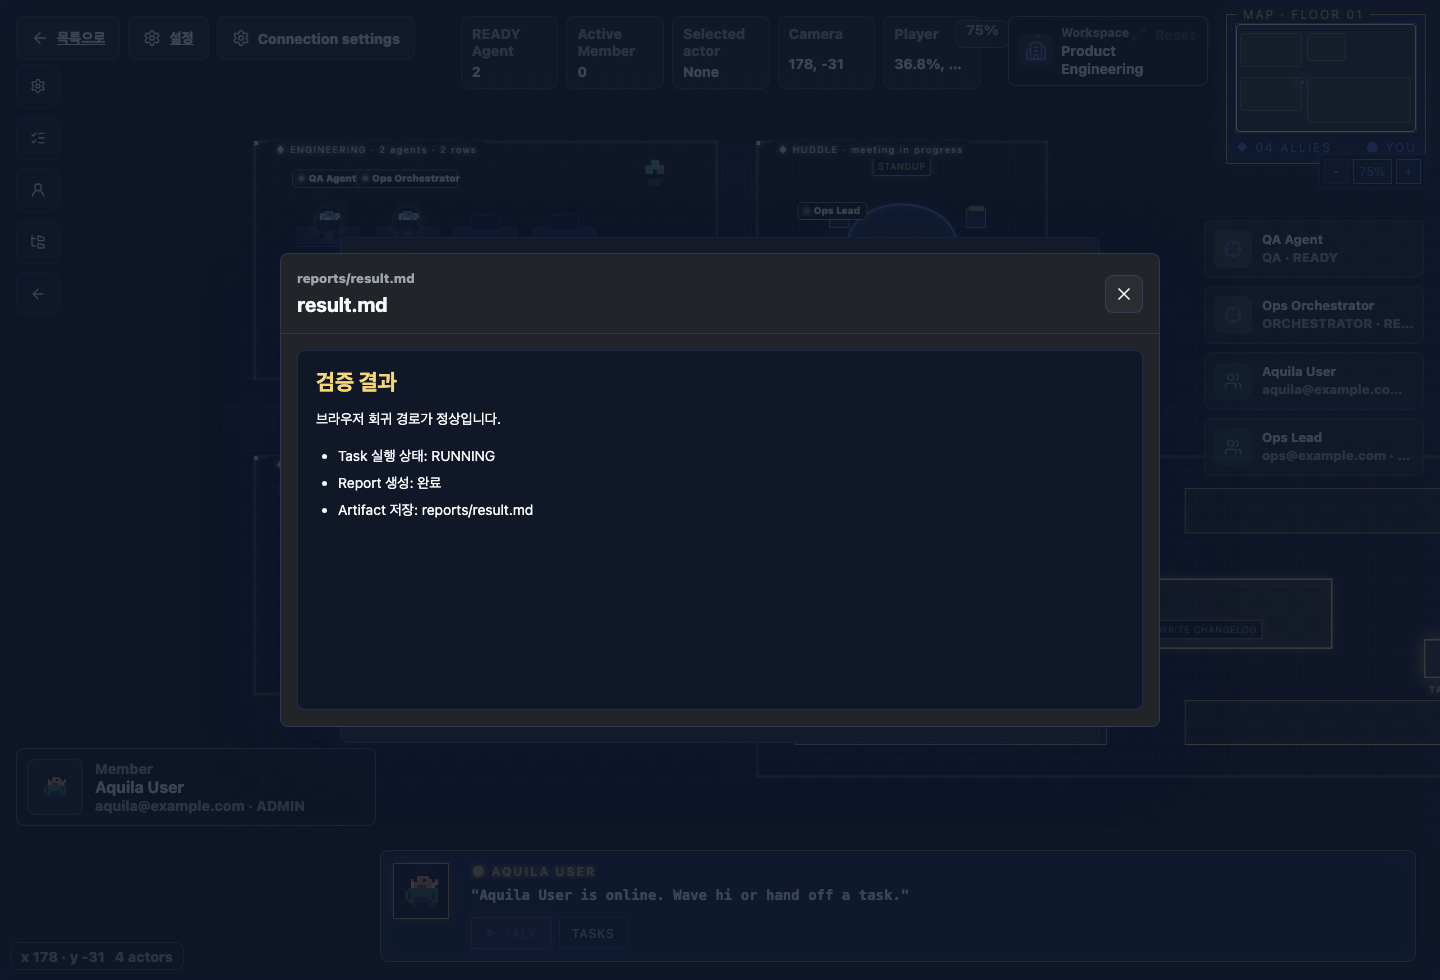 목록으로
설정
Connection settings
READY Agent
2
Active Member
0
Selected actor
None
Camera
178, -31
Player
36.8%, ...
75%
Workspace
Reset
Product Engineering
MAP · FLOOR 01
04 ALLIES
YOU
- 75% +
ENGINEERING · 2 agents · 2 rows
QA Agent
Ops Orchestrator
HUDDLE · meeting in progress
STANDUP
Ops Lead
QA Agent
QA · READY
Ops Orchestrator
ORCHESTRATOR · RE...
Aquila User
aquila@example.co...
Ops Lead
ops@example.com · ...
reports/result.md
result.md
검증 결과
브라우저 회귀 경로가 정상입니다.
Task 실행 상태: RUNNING
Report 생성: 완료
Artifact 저장: reports/result.md
WRITE CHANGELOG
Member
Aquila User
aquila@example.com · ADMIN
AQUILA USER
"Aquila User is online. Wave hi or hand off a task."
TALK
TASKS
x 178 · y -31 4 actors